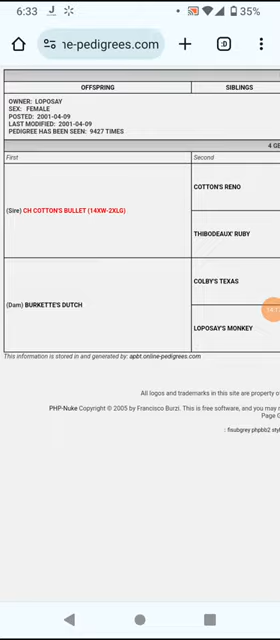 6:33
35%
ne-pedigrees.com
OFFSPRING
SIBLINGS
OWNER: LOPOSAY
SEX: FEMALE
POSTED: 2001-04-09
LAST MODIFIED: 2001-04-09
PEDIGREE HAS BEEN SEEN: 9427 TIMES
4 GE
First
Second
(Sire) CH COTTON'S BULLET (14XW-2XLG)
COTTON'S RENO
THIBODEAUX' RUBY
(Dam) BURKETTE'S DUTCH
COLBY'S TEXAS
LOPOSAY'S MONKEY
This information is stored in and generated by: apbt.online-pedigrees.com
All logos and trademarks in this site are property o
PHP-Nuke Copyright © 2005 by Francisco Burzi. This is free software, and you may r
Page G
: fisubgrey phpbb2 styl